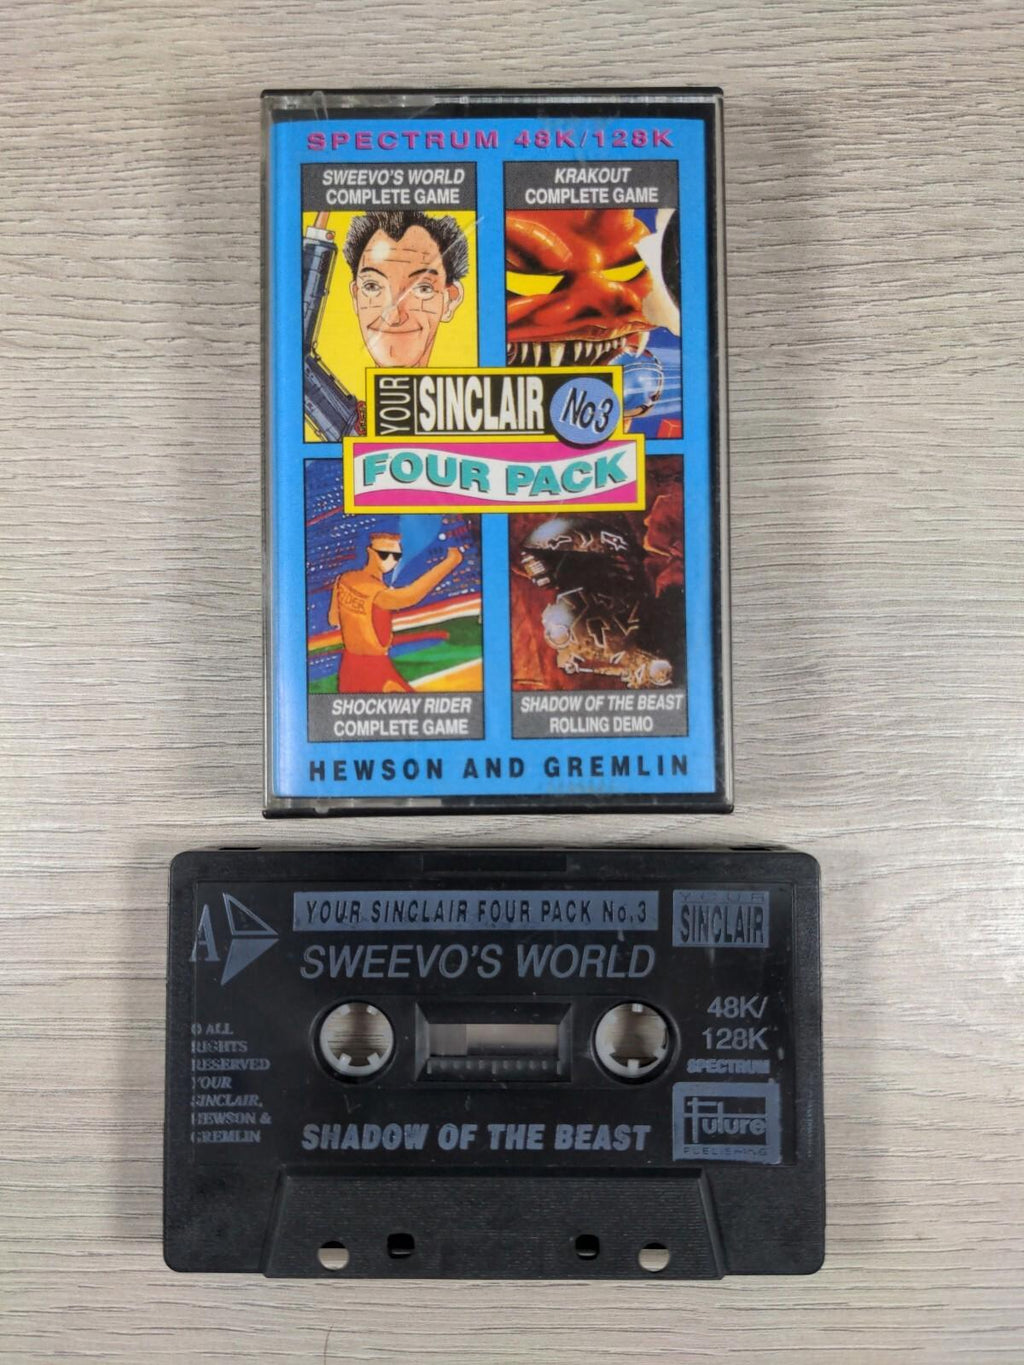 SPECTRUM 48K/128K
SWEEVO'S WORLD
COMPLETE GAME
KRAKOUT
COMPLETE GAME
YOUR
SINCLAIR
No3
FOUR PACK
RIDER
SHOCKWAY RIDER
COMPLETE GAME
SHADOW OF THE BEAST
ROLLING DEMO
HEWSON AND GREMLIN
A
YOUR SINCLAIR FOUR PACK No.3
YOUR
SINCLAIR
SWEEVO'S WORLD
48K/
128K
SPECTRUM
© ALL
RIGHTS
RESERVED
YOUR
SINCLAIR,
HEWSON &
GREMLIN
SHADOW OF THE BEAST
Future
PUBLISHING